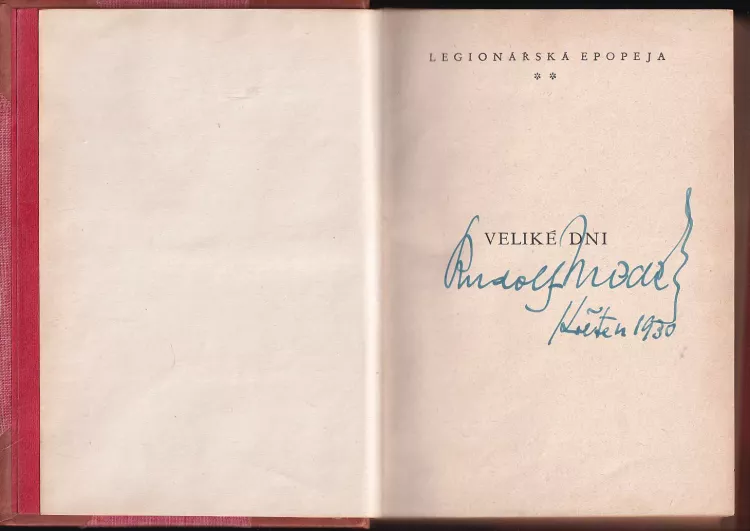 LEGIONÁŘSKÁ EPOPEJA
**
VELIKÉ DNI
Rudolf Medek
Květen 1930